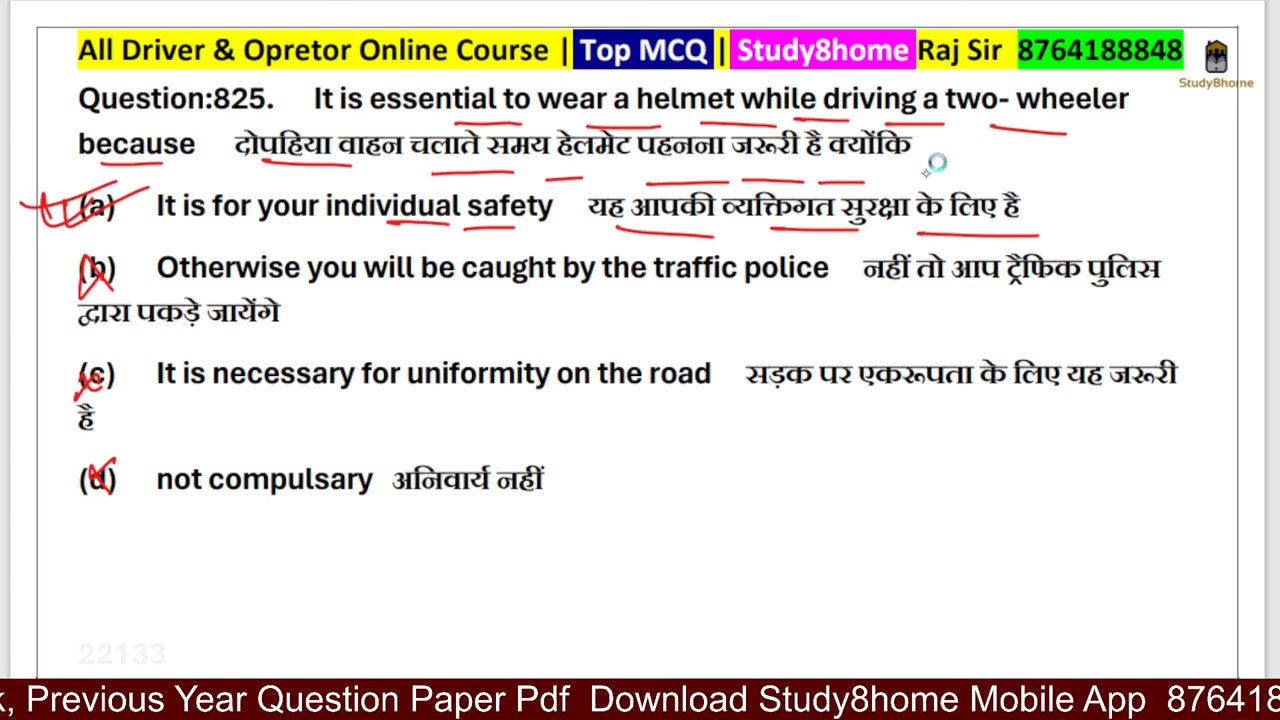 All Driver & Opretor Online Course | Top MCQ | Study8home Raj Sir 8764188848
Study8home
Question:825. It is essential to wear a helmet while driving a two- wheeler
because दोपहिया वाहन चलाते समय हेलमेट पहनना जरूरी है क्योंकि
(a) It is for your individual safety यह आपकी व्यक्तिगत सुरक्षा के लिए है
(b) Otherwise you will be caught by the traffic police नहीं तो आप ट्रैफिक पुलिस
द्वारा पकड़े जायेंगे
(c) It is necessary for uniformity on the road सड़क पर एकरूपता के लिए यह जरूरी
है
(d) not compulsary अनिवार्य नहीं
22133
, Previous Year Question Paper Pdf Download Study8home Mobile App 876418